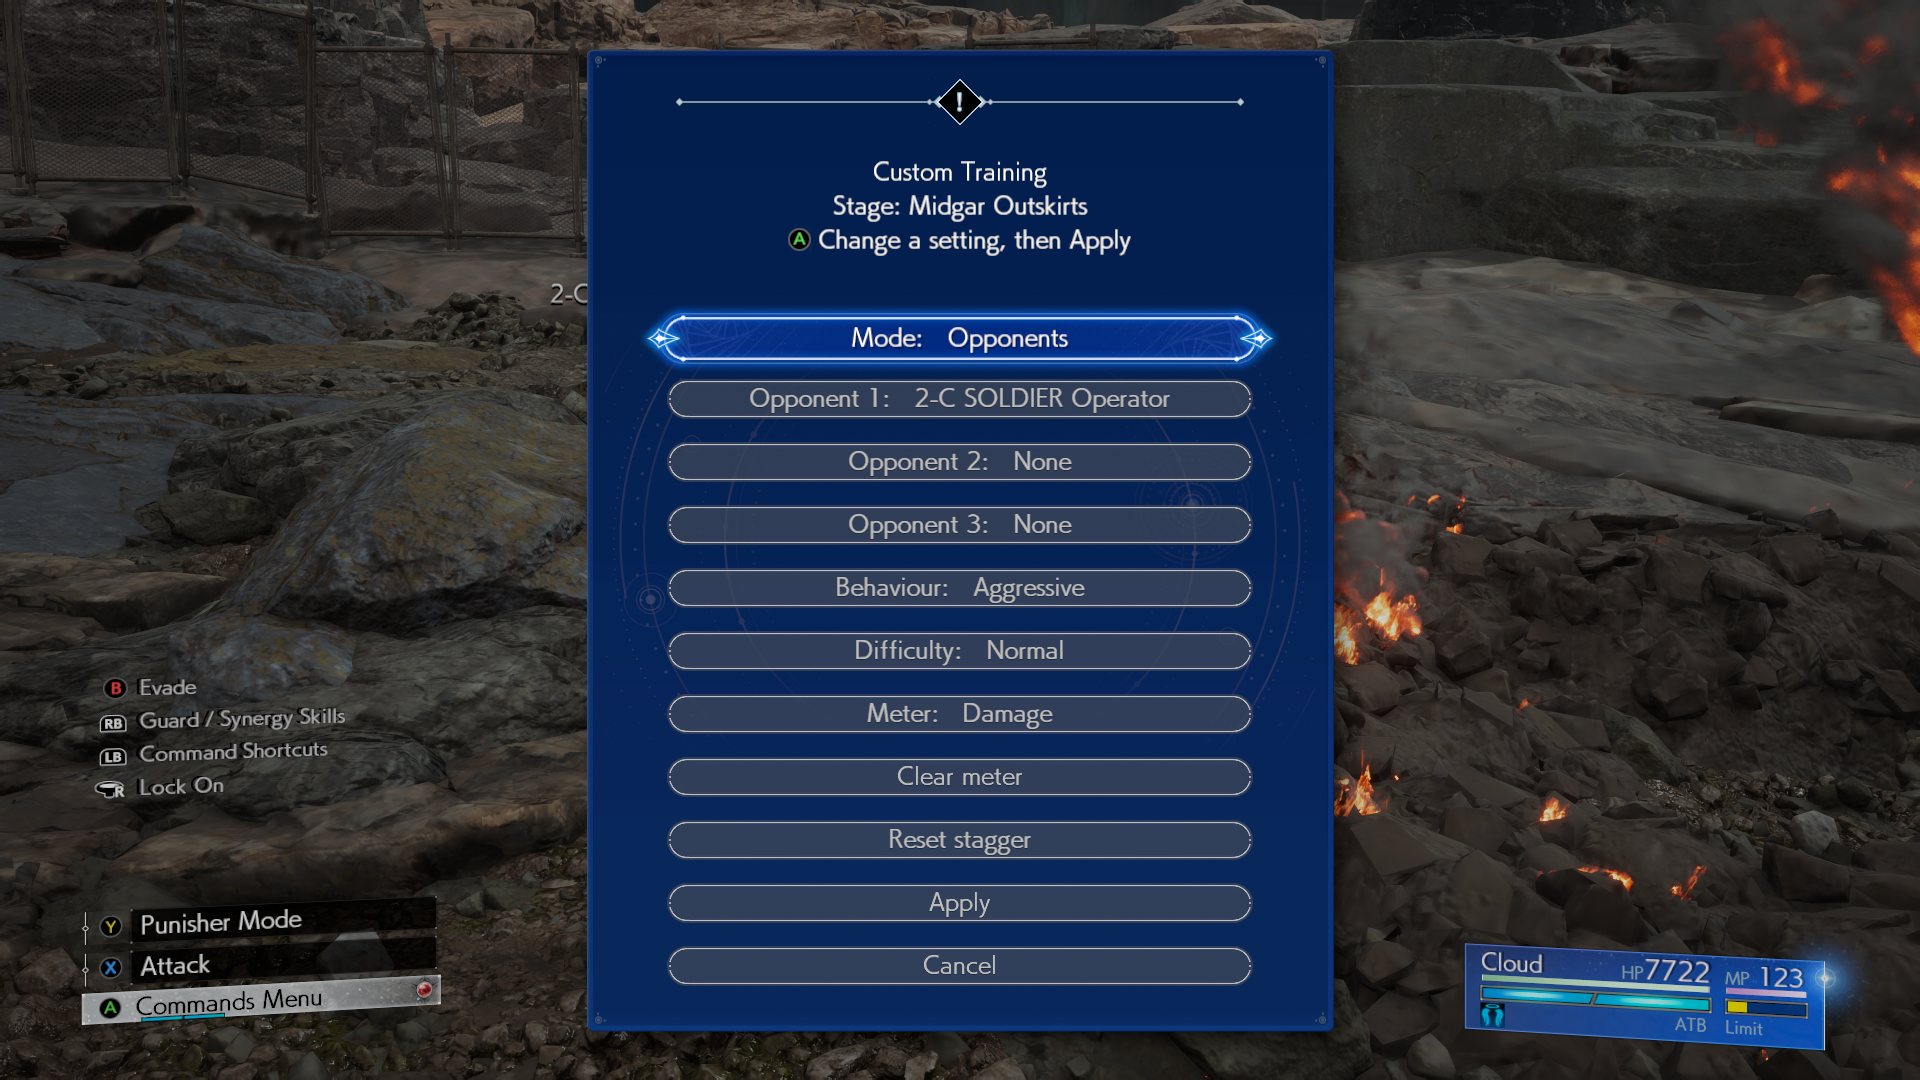 !
Custom Training
Stage: Midgar Outskirts
A Change a setting, then Apply
2-C
Mode: Opponents
Opponent 1: 2-C SOLDIER Operator
Opponent 2: None
Opponent 3: None
Behaviour: Aggressive
Difficulty: Normal
Meter: Damage
Clear meter
Reset stagger
Apply
Cancel
B Evade
RB Guard / Synergy Skills
LB Command Shortcuts
R Lock On
Y Punisher Mode
X Attack
A Commands Menu
Cloud HP 7722 MP 123
ATB Limit